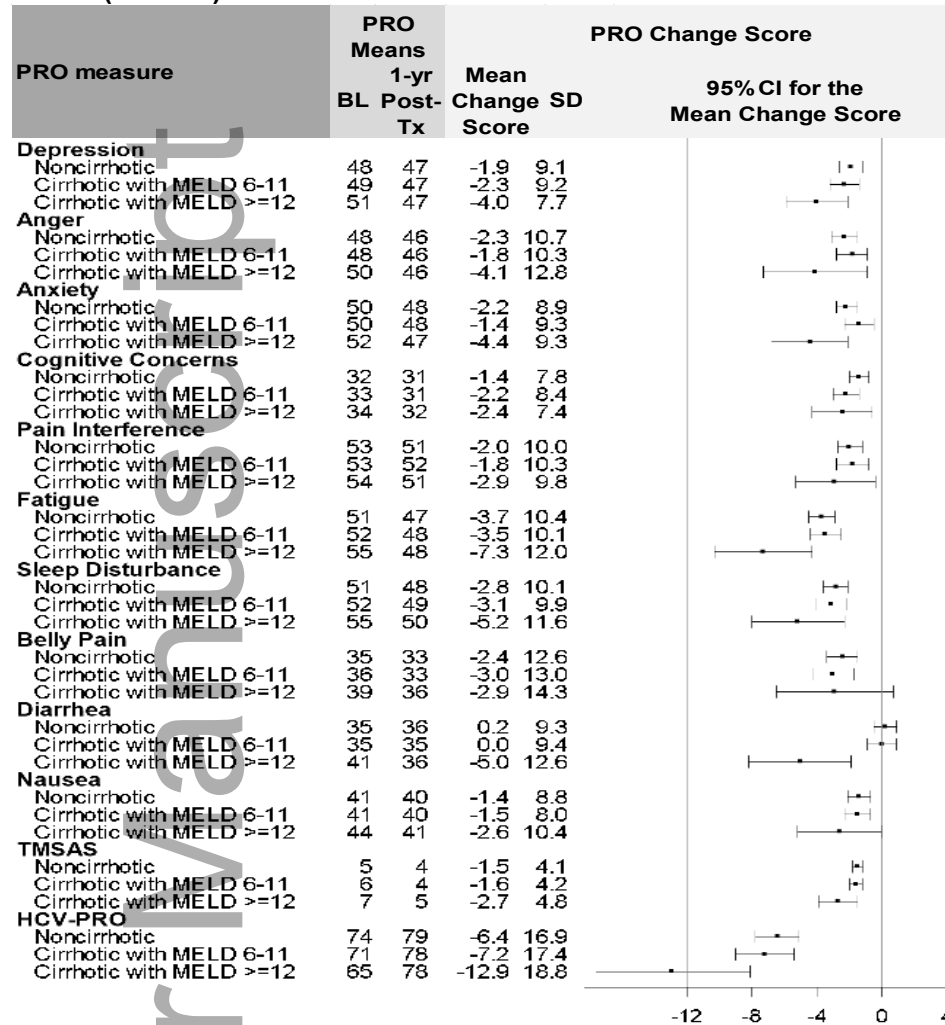 PRO measure PRO Means PRO Change Score
BL 1-yr Post-Tx Mean Change Score SD 95% CI for the Mean Change Score
Depression
Noncirrhotic 48 47 -1.9 9.1
Cirrhotic with MELD 6-11 49 47 -2.3 9.2
Cirrhotic with MELD >=12 51 47 -4.0 7.7
Anger
Noncirrhotic 48 46 -2.3 10.7
Cirrhotic with MELD 6-11 48 46 -1.8 10.3
Cirrhotic with MELD >=12 50 46 -4.1 12.8
Anxiety
Noncirrhotic 50 48 -2.2 8.9
Cirrhotic with MELD 6-11 50 48 -1.4 9.3
Cirrhotic with MELD >=12 52 47 -4.4 9.3
Cognitive Concerns
Noncirrhotic 32 31 -1.4 7.8
Cirrhotic with MELD 6-11 33 31 -2.2 8.4
Cirrhotic with MELD >=12 34 32 -2.4 7.4
Pain Interference
Noncirrhotic 53 51 -2.0 10.0
Cirrhotic with MELD 6-11 53 52 -1.8 10.3
Cirrhotic with MELD >=12 54 51 -2.9 9.8
Fatigue
Noncirrhotic 51 47 -3.7 10.4
Cirrhotic with MELD 6-11 52 48 -3.5 10.1
Cirrhotic with MELD >=12 55 48 -7.3 12.0
Sleep Disturbance
Noncirrhotic 51 48 -2.8 10.1
Cirrhotic with MELD 6-11 52 49 -3.1 9.9
Cirrhotic with MELD >=12 55 50 -5.2 11.6
Belly Pain
Noncirrhotic 35 33 -2.4 12.6
Cirrhotic with MELD 6-11 36 33 -3.0 13.0
Cirrhotic with MELD >=12 39 36 -2.9 14.3
Diarrhea
Noncirrhotic 35 36 0.2 9.3
Cirrhotic with MELD 6-11 35 35 0.0 9.4
Cirrhotic with MELD >=12 41 36 -5.0 12.6
Nausea
Noncirrhotic 41 40 -1.4 8.8
Cirrhotic with MELD 6-11 41 40 -1.5 8.0
Cirrhotic with MELD >=12 44 41 -2.6 10.4
TMSAS
Noncirrhotic 5 4 -1.5 4.1
Cirrhotic with MELD 6-11 6 4 -1.6 4.2
Cirrhotic with MELD >=12 7 5 -2.7 4.8
HCV-PRO
Noncirrhotic 74 79 -6.4 16.9
Cirrhotic with MELD 6-11 71 78 -7.2 17.4
Cirrhotic with MELD >=12 65 78 -12.9 18.8
-12 -8 -4 0
r Manuscript